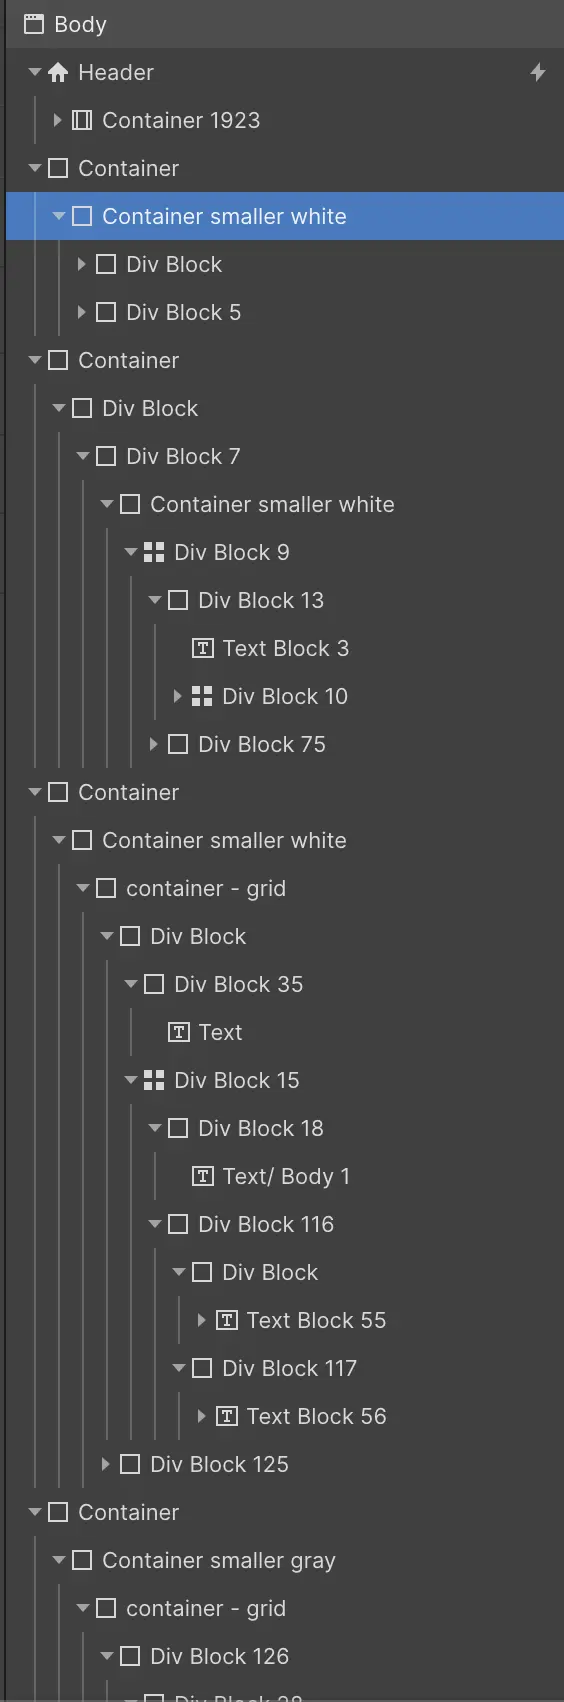 Body
Header
Container 1923
Container
Container smaller white
Div Block
Div Block 5
Container
Div Block
Div Block 7
Container smaller white
Div Block 9
Div Block 13
Text Block 3
Div Block 10
Div Block 75
Container
Container smaller white
container - grid
Div Block
Div Block 35
Text
Div Block 15
Div Block 18
Text/ Body 1
Div Block 116
Div Block
Text Block 55
Div Block 117
Text Block 56
Div Block 125
Container
Container smaller gray
container - grid
Div Block 126
Div Block